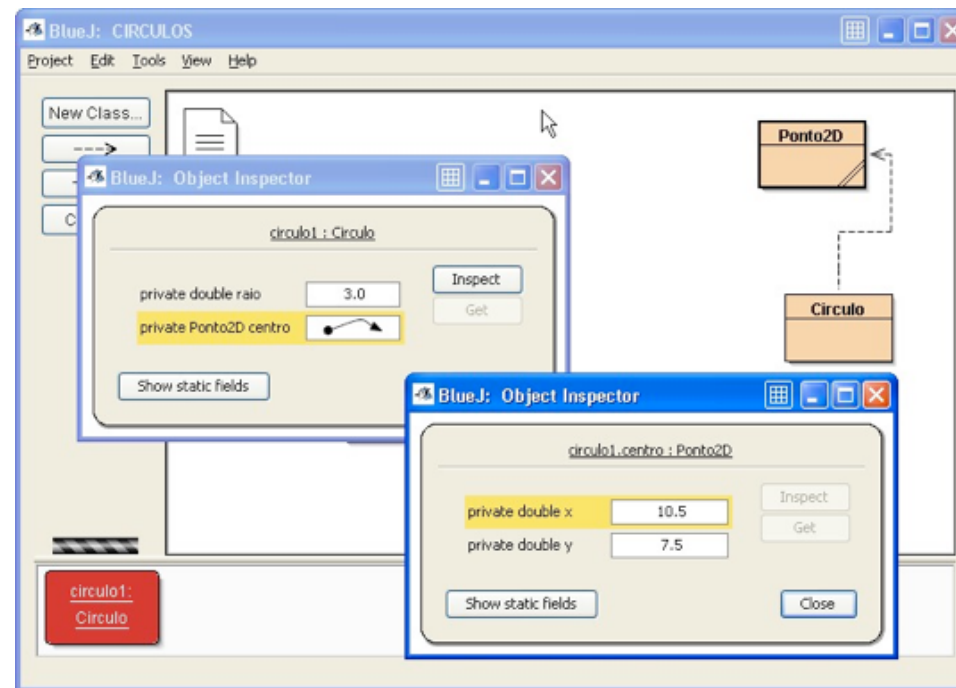 BlueJ: CIRCULOS
Project Edit Tools View Help
New Class...
Ponto2D
BlueJ: Object Inspector
C
circulo1 : Circulo
Inspect
private double raio 3.0
Get
private Ponto2D centro
Circulo
Show static fields
BlueJ: Object Inspector
circulo1.centro : Ponto2D
Inspect
private double x 10.5
Get
private double y 7.5
Show static fields Close
circulo1:
Circulo